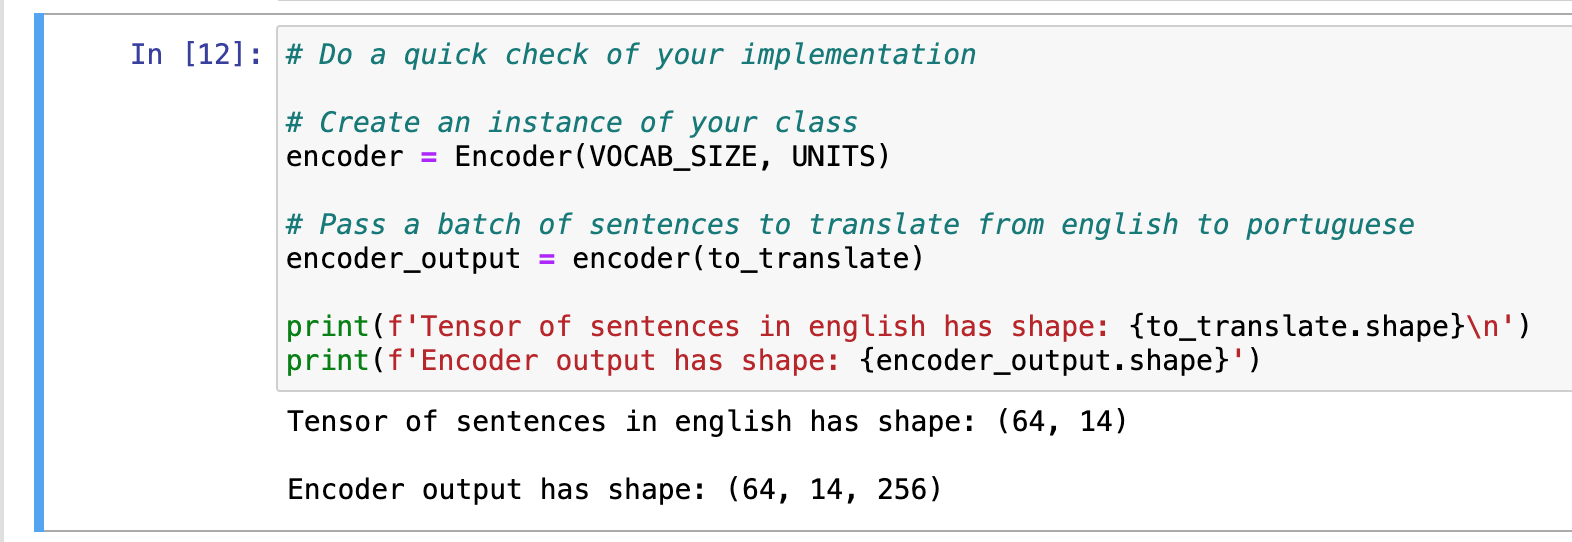 In [12]: # Do a quick check of your implementation
# Create an instance of your class
encoder = Encoder(VOCAB_SIZE, UNITS)
# Pass a batch of sentences to translate from english to portuguese
encoder_output = encoder(to_translate)
print(f'Tensor of sentences in english has shape: {to_translate.shape}\n')
print(f'Encoder output has shape: {encoder_output.shape}')
Tensor of sentences in english has shape: (64, 14)
Encoder output has shape: (64, 14, 256)